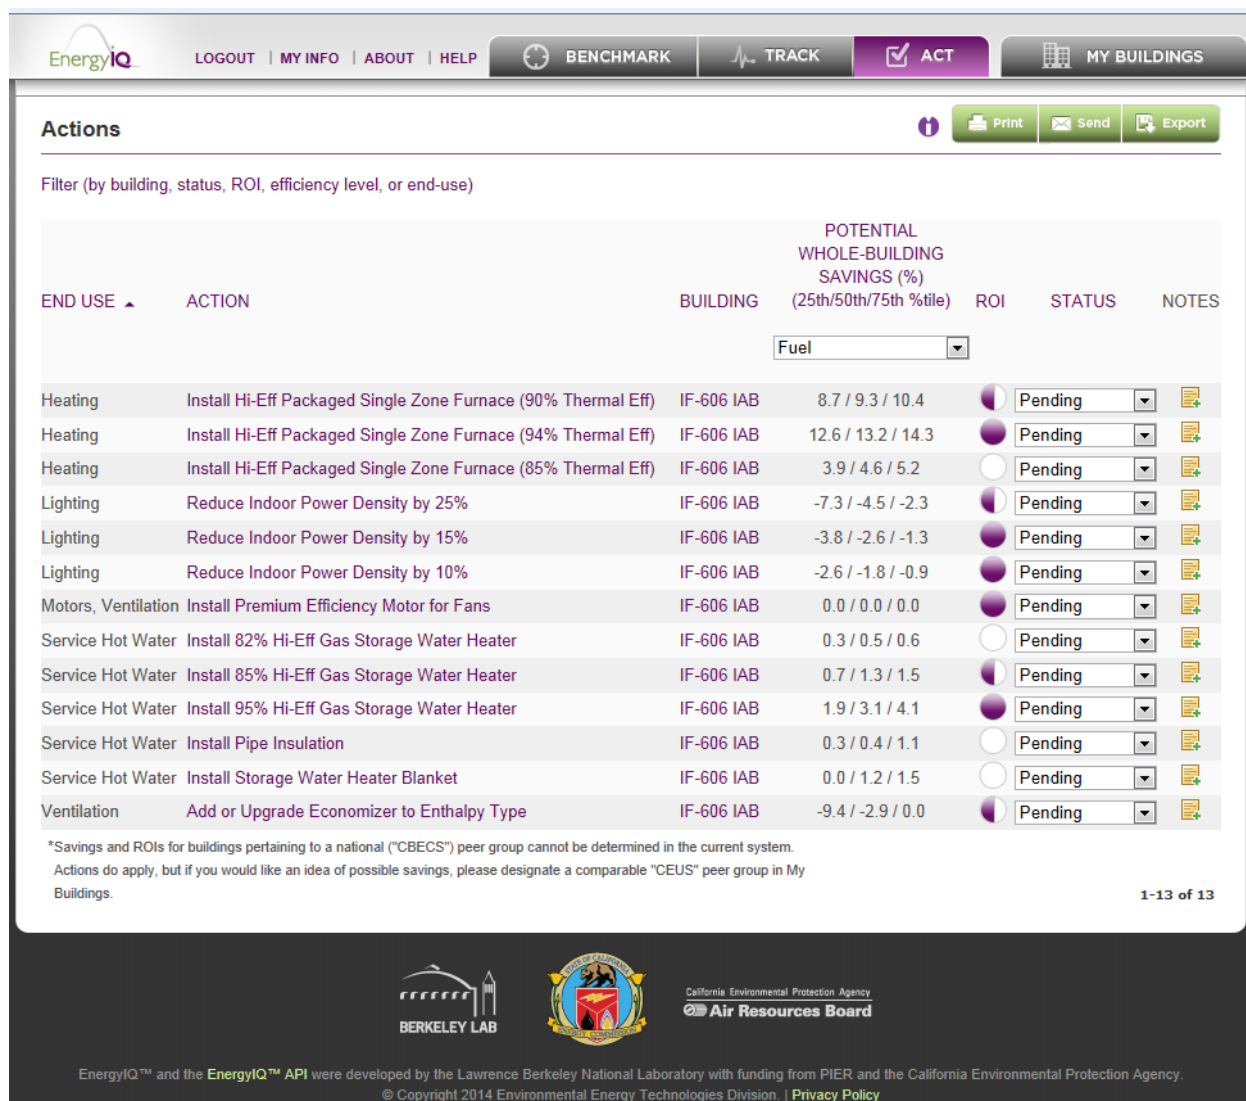 EnergyIQ
LOGOUT | MY INFO | ABOUT | HELP
BENCHMARK
TRACK
ACT
MY BUILDINGS
Actions
Print
Send
Export
Filter (by building, status, ROI, efficiency level, or end-use)
END USE ACTION BUILDING POTENTIAL WHOLE-BUILDING SAVINGS (%) (25th/50th/75th %tile) ROI STATUS NOTES
Fuel
Heating Install Hi-Eff Packaged Single Zone Furnace (90% Thermal Eff) IF-606 IAB 8.7 / 9.3 / 10.4 Pending
Heating Install Hi-Eff Packaged Single Zone Furnace (94% Thermal Eff) IF-606 IAB 12.6 / 13.2 / 14.3 Pending
Heating Install Hi-Eff Packaged Single Zone Furnace (85% Thermal Eff) IF-606 IAB 3.9 / 4.6 / 5.2 Pending
Lighting Reduce Indoor Power Density by 25% IF-606 IAB -7.3 / -4.5 / -2.3 Pending
Lighting Reduce Indoor Power Density by 15% IF-606 IAB -3.8 / -2.6 / -1.3 Pending
Lighting Reduce Indoor Power Density by 10% IF-606 IAB -2.6 / -1.8 / -0.9 Pending
Motors, Ventilation Install Premium Efficiency Motor for Fans IF-606 IAB 0.0 / 0.0 / 0.0 Pending
Service Hot Water Install 82% Hi-Eff Gas Storage Water Heater IF-606 IAB 0.3 / 0.5 / 0.6 Pending
Service Hot Water Install 85% Hi-Eff Gas Storage Water Heater IF-606 IAB 0.7 / 1.3 / 1.5 Pending
Service Hot Water Install 95% Hi-Eff Gas Storage Water Heater IF-606 IAB 1.9 / 3.1 / 4.1 Pending
Service Hot Water Install Pipe Insulation IF-606 IAB 0.3 / 0.4 / 1.1 Pending
Service Hot Water Install Storage Water Heater Blanket IF-606 IAB 0.0 / 1.2 / 1.5 Pending
Ventilation Add or Upgrade Economizer to Enthalpy Type IF-606 IAB -9.4 / -2.9 / 0.0 Pending
*Savings and ROIs for buildings pertaining to a national ("CBECS") peer group cannot be determined in the current system.
Actions do apply, but if you would like an idea of possible savings, please designate a comparable "CEUS" peer group in My
Buildings.
1-13 of 13
BERKELEY LAB
STATE OF CALIFORNIA
ENERGY COMMISSION
California Environmental Protection Agency
Air Resources Board
EnergyIQ™ and the EnergyIQ™ API were developed by the Lawrence Berkeley National Laboratory with funding from PIER and the California Environmental Protection Agency.
© Copyright 2014 Environmental Energy Technologies Division. | Privacy Policy